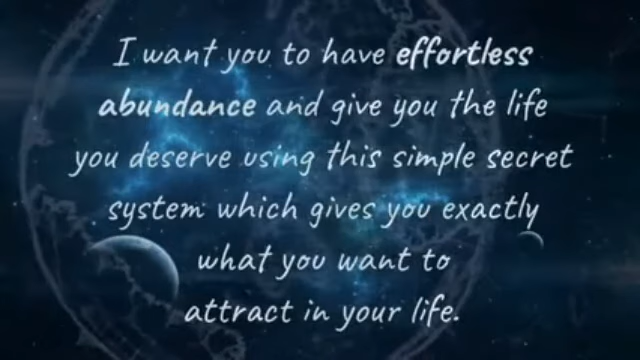 I want you to have effortless
abundance and give you the life
you deserve using this simple secret
system which gives you exactly
what you want to
attract in your life.